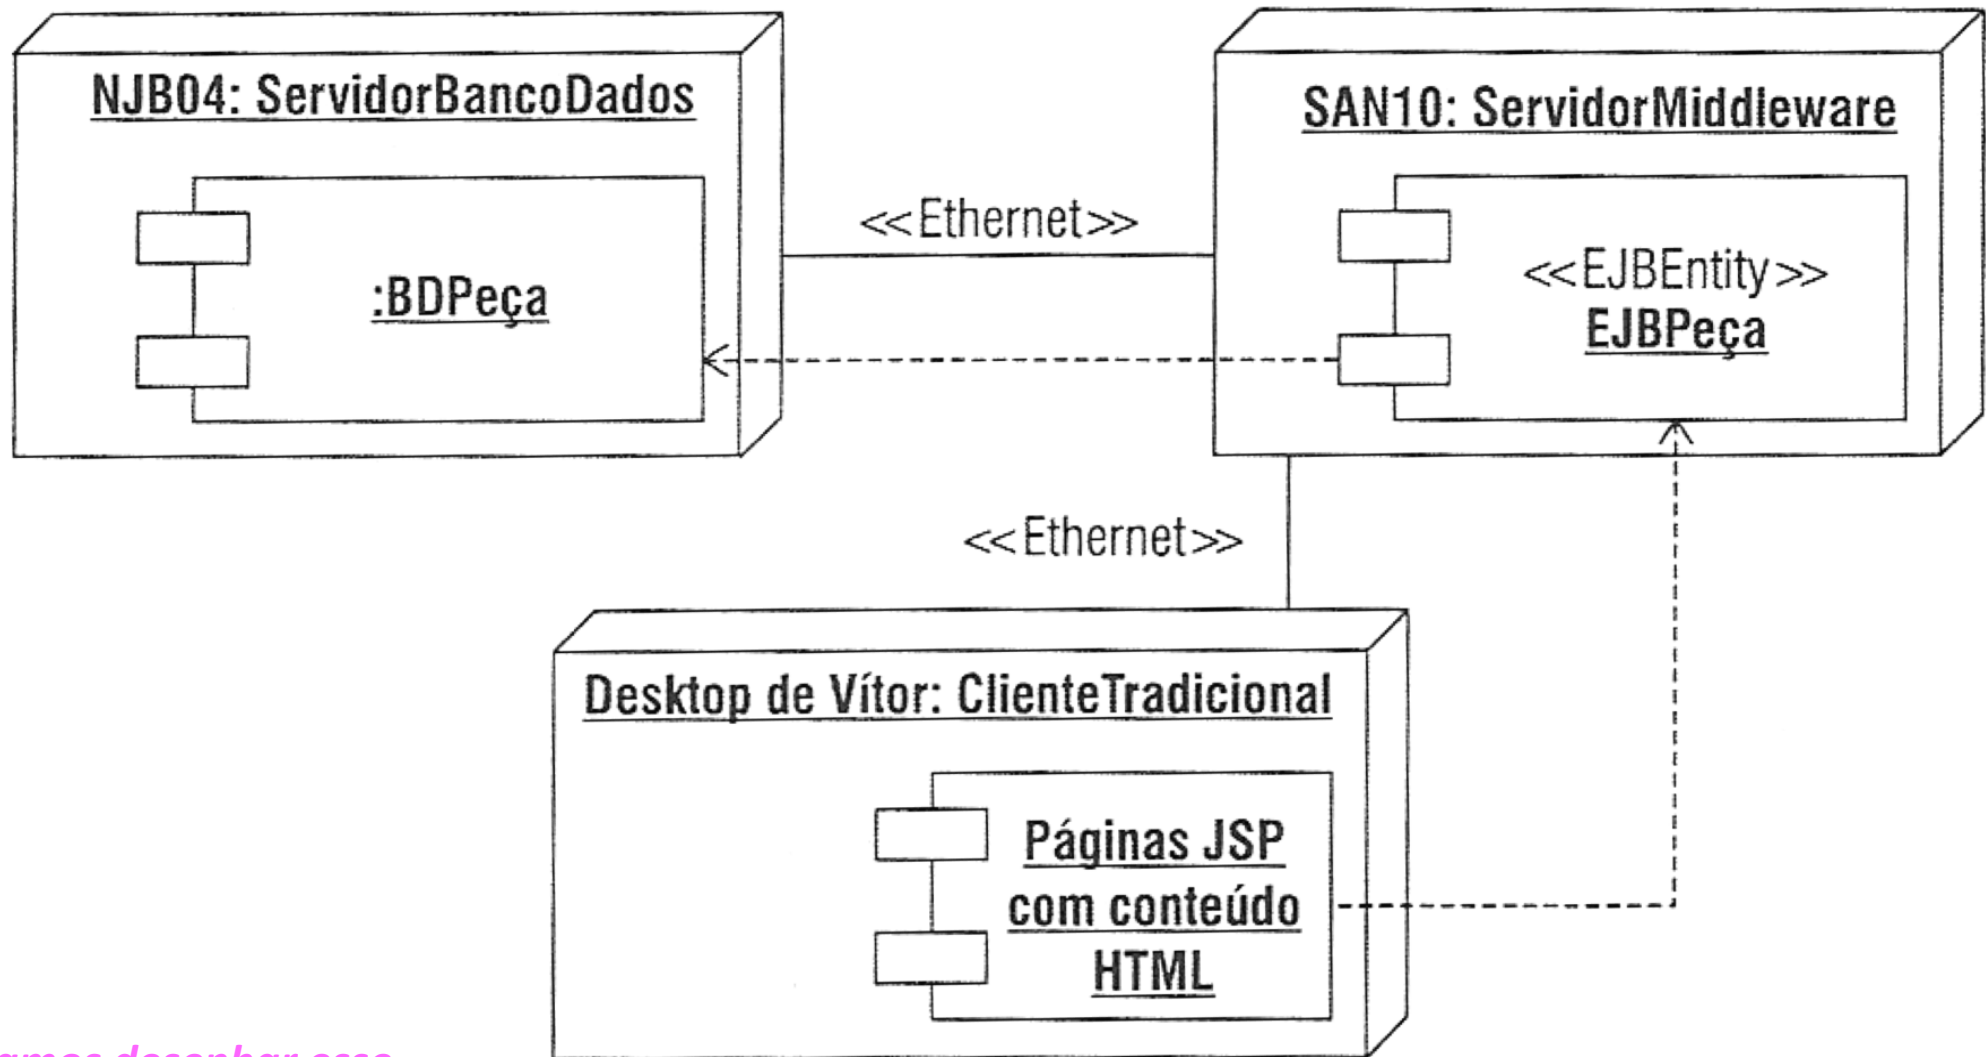 NJB04: ServidorBancoDados
SAN10: ServidorMiddleware
<<Ethernet>>
:BDPeça
<<EJBEntity>>
EJBPeça
<<Ethernet>>
Desktop de Vítor: ClienteTradicional
Páginas JSP
com conteúdo
HTML